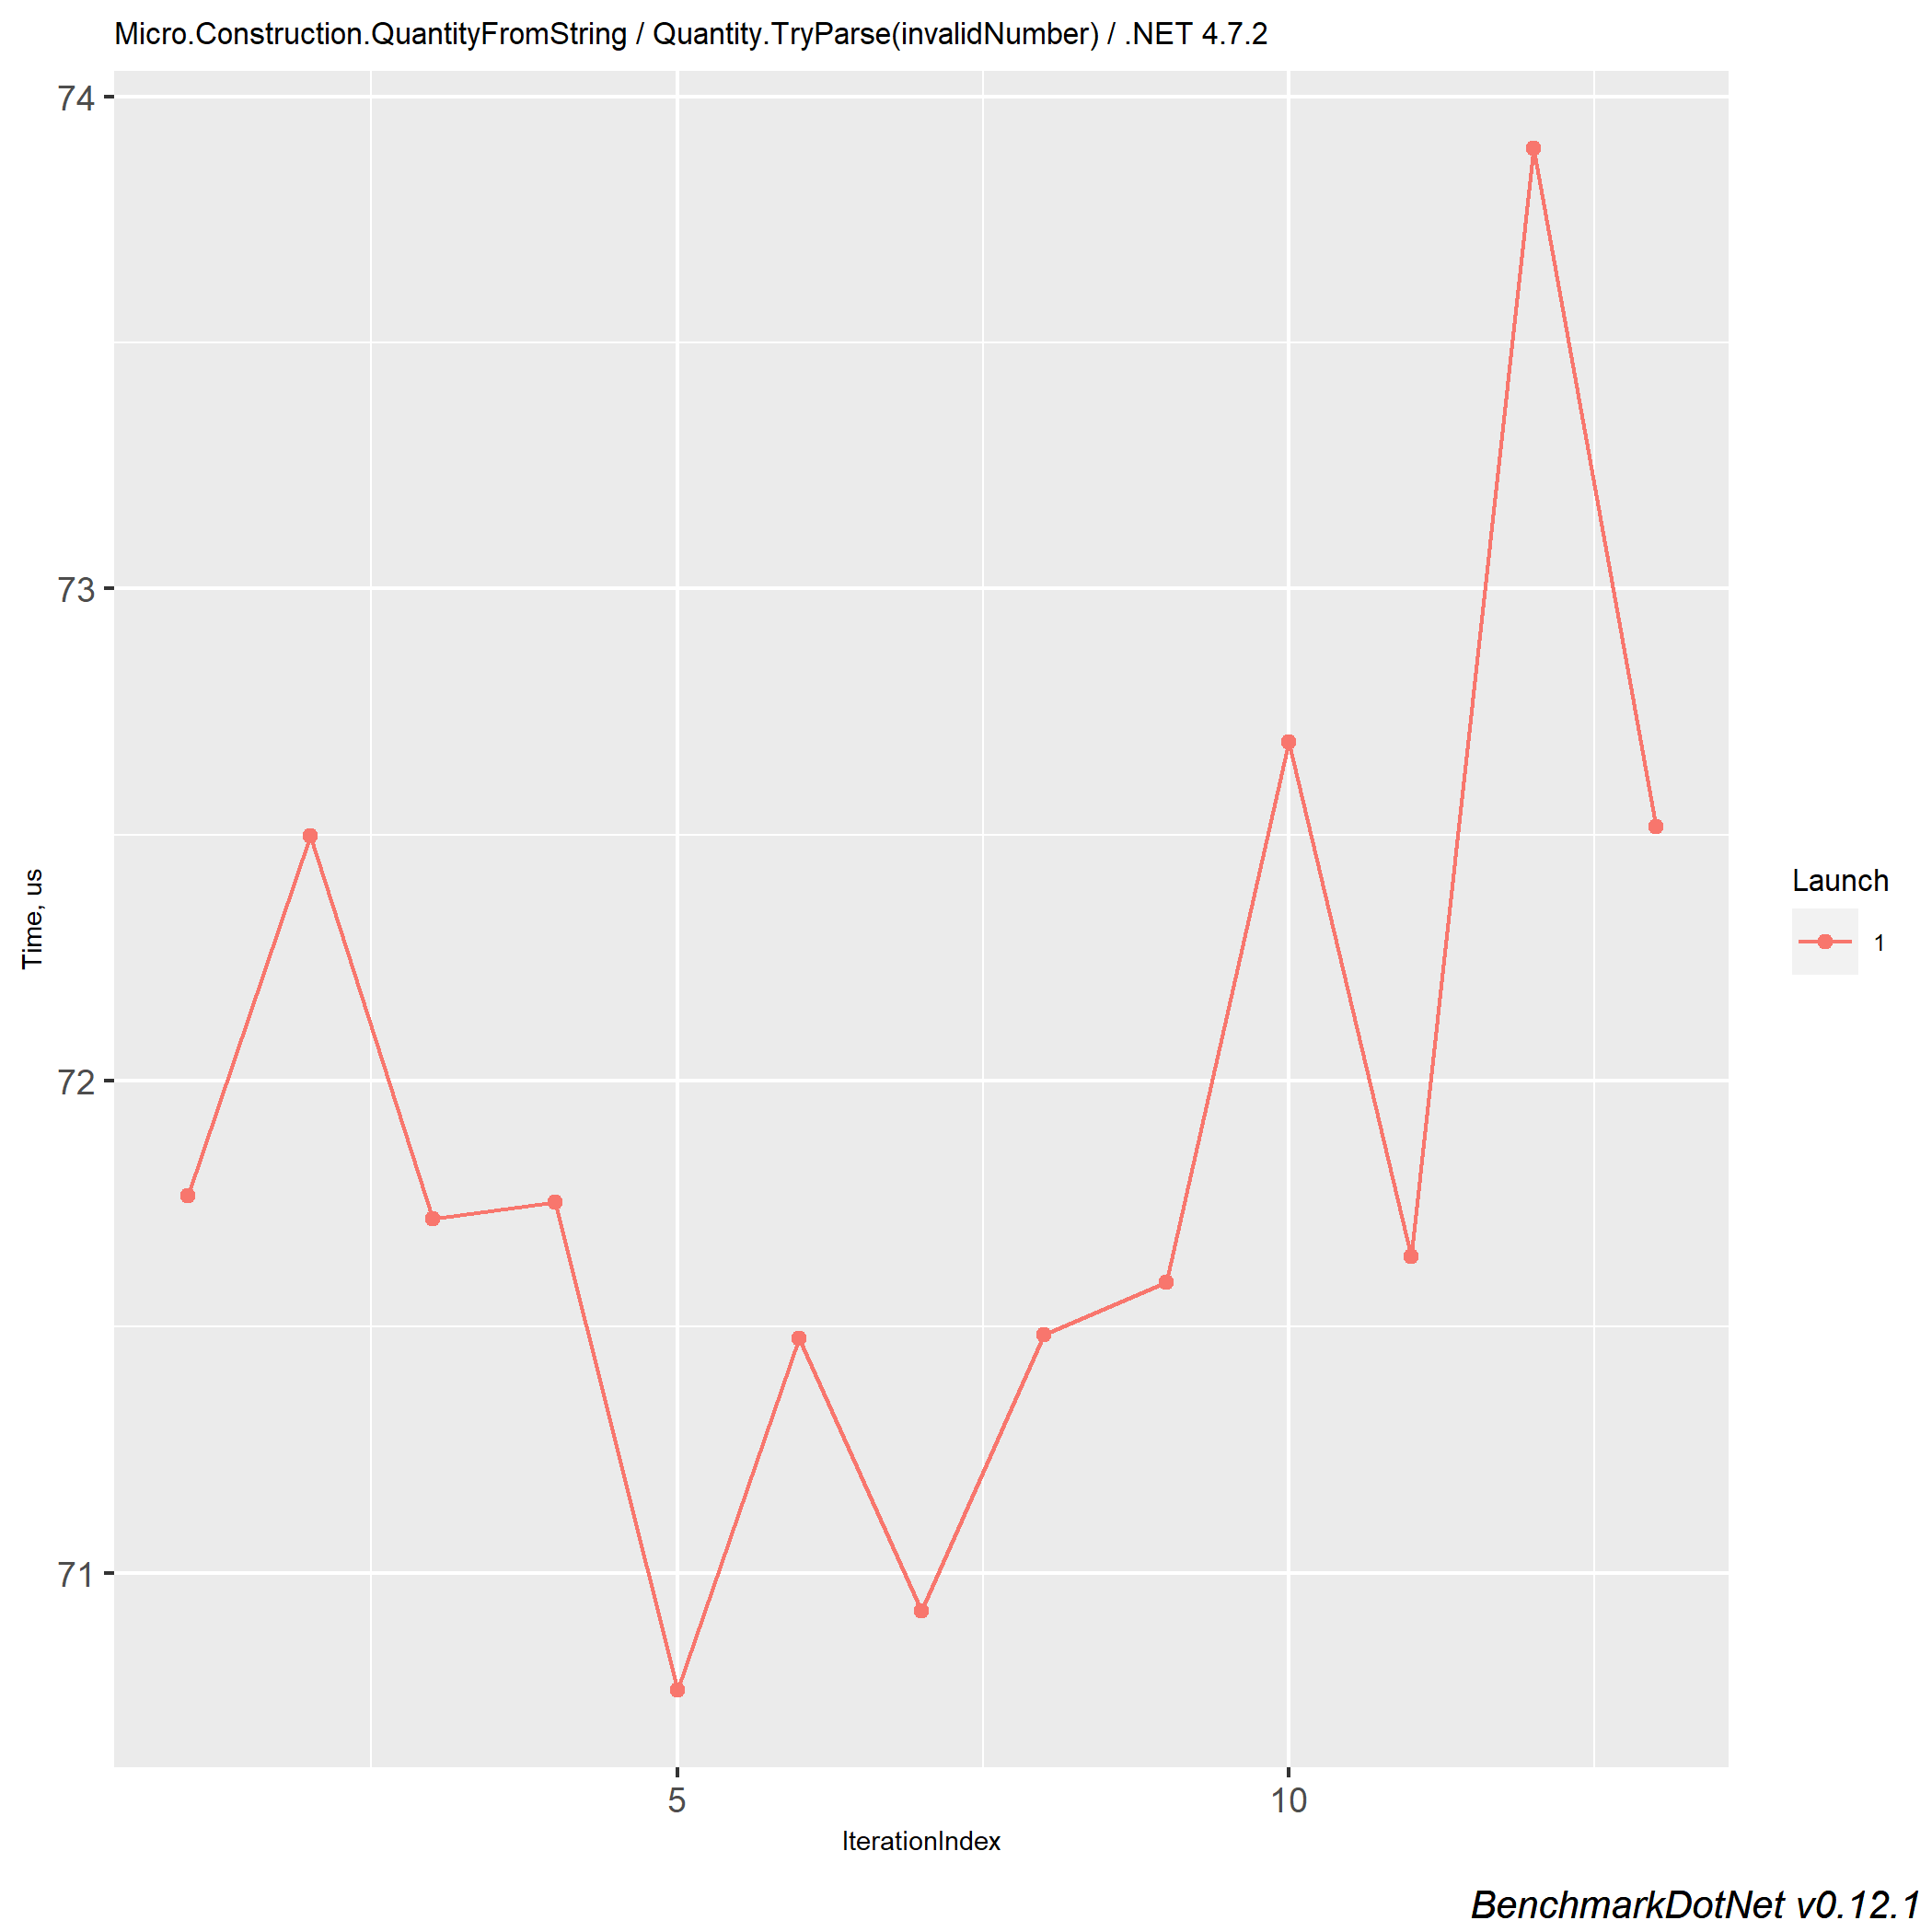 Micro.Construction.QuantityFromString / Quantity.TryParse(invalidNumber) / .NET 4.7.2
74
73
72
71
Time, us
5
10
IterationIndex
Launch
1
BenchmarkDotNet v0.12.1